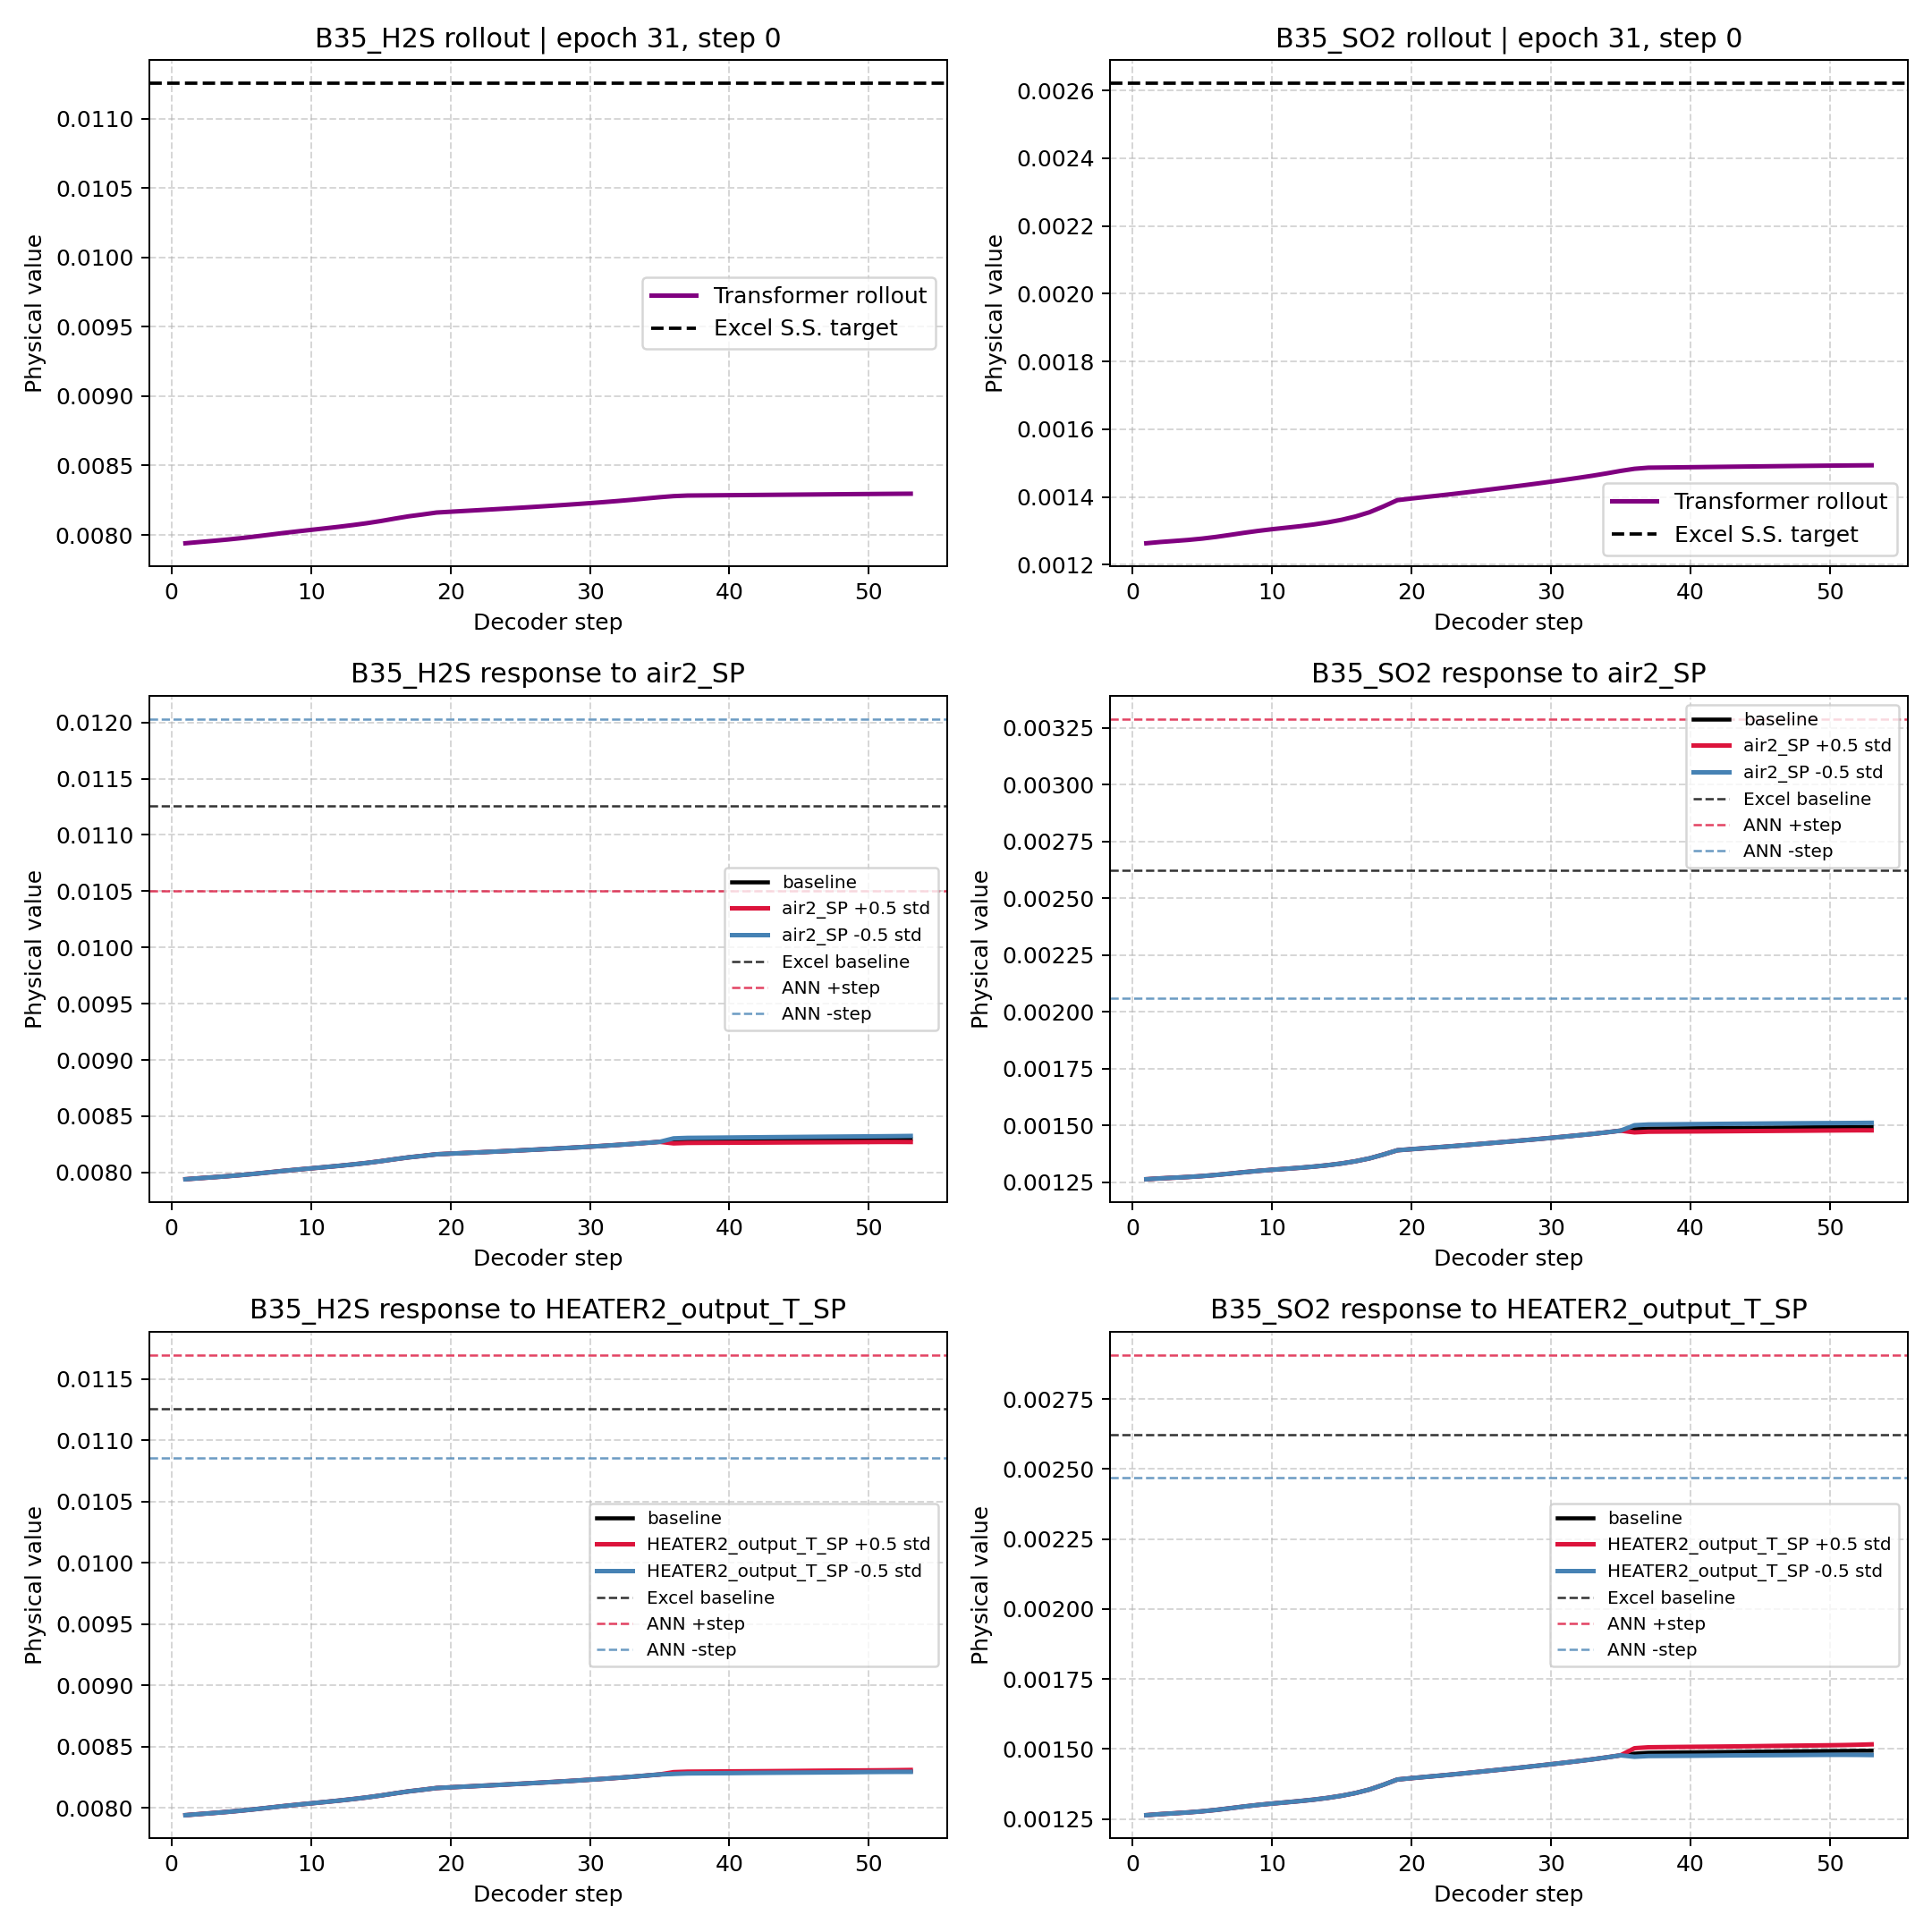 B35_H2S rollout | epoch 31, step 0
Physical value
0.0110
0.0105
0.0100
0.0095
0.0090
0.0085
0.0080
Transformer rollout
Excel S.S. target
0 10 20 30 40 50
Decoder step
B35_SO2 rollout | epoch 31, step 0
Physical value
0.0026
0.0024
0.0022
0.0020
0.0018
0.0016
0.0014
0.0012
Transformer rollout
Excel S.S. target
0 10 20 30 40 50
Decoder step
B35_H2S response to air2_SP
Physical value
0.0120
0.0115
0.0110
0.0105
0.0100
0.0095
0.0090
0.0085
0.0080
baseline
air2_SP +0.5 std
air2_SP -0.5 std
Excel baseline
ANN +step
ANN -step
0 10 20 30 40 50
Decoder step
B35_SO2 response to air2_SP
Physical value
0.00325
0.00300
0.00275
0.00250
0.00225
0.00200
0.00175
0.00150
0.00125
baseline
air2_SP +0.5 std
air2_SP -0.5 std
Excel baseline
ANN +step
ANN -step
0 10 20 30 40 50
Decoder step
B35_H2S response to HEATER2_output_T_SP
Physical value
0.0115
0.0110
0.0105
0.0100
0.0095
0.0090
0.0085
0.0080
baseline
HEATER2_output_T_SP +0.5 std
HEATER2_output_T_SP -0.5 std
Excel baseline
ANN +step
ANN -step
0 10 20 30 40 50
Decoder step
B35_SO2 response to HEATER2_output_T_SP
Physical value
0.00275
0.00250
0.00225
0.00200
0.00175
0.00150
0.00125
baseline
HEATER2_output_T_SP +0.5 std
HEATER2_output_T_SP -0.5 std
Excel baseline
ANN +step
ANN -step
0 10 20 30 40 50
Decoder step